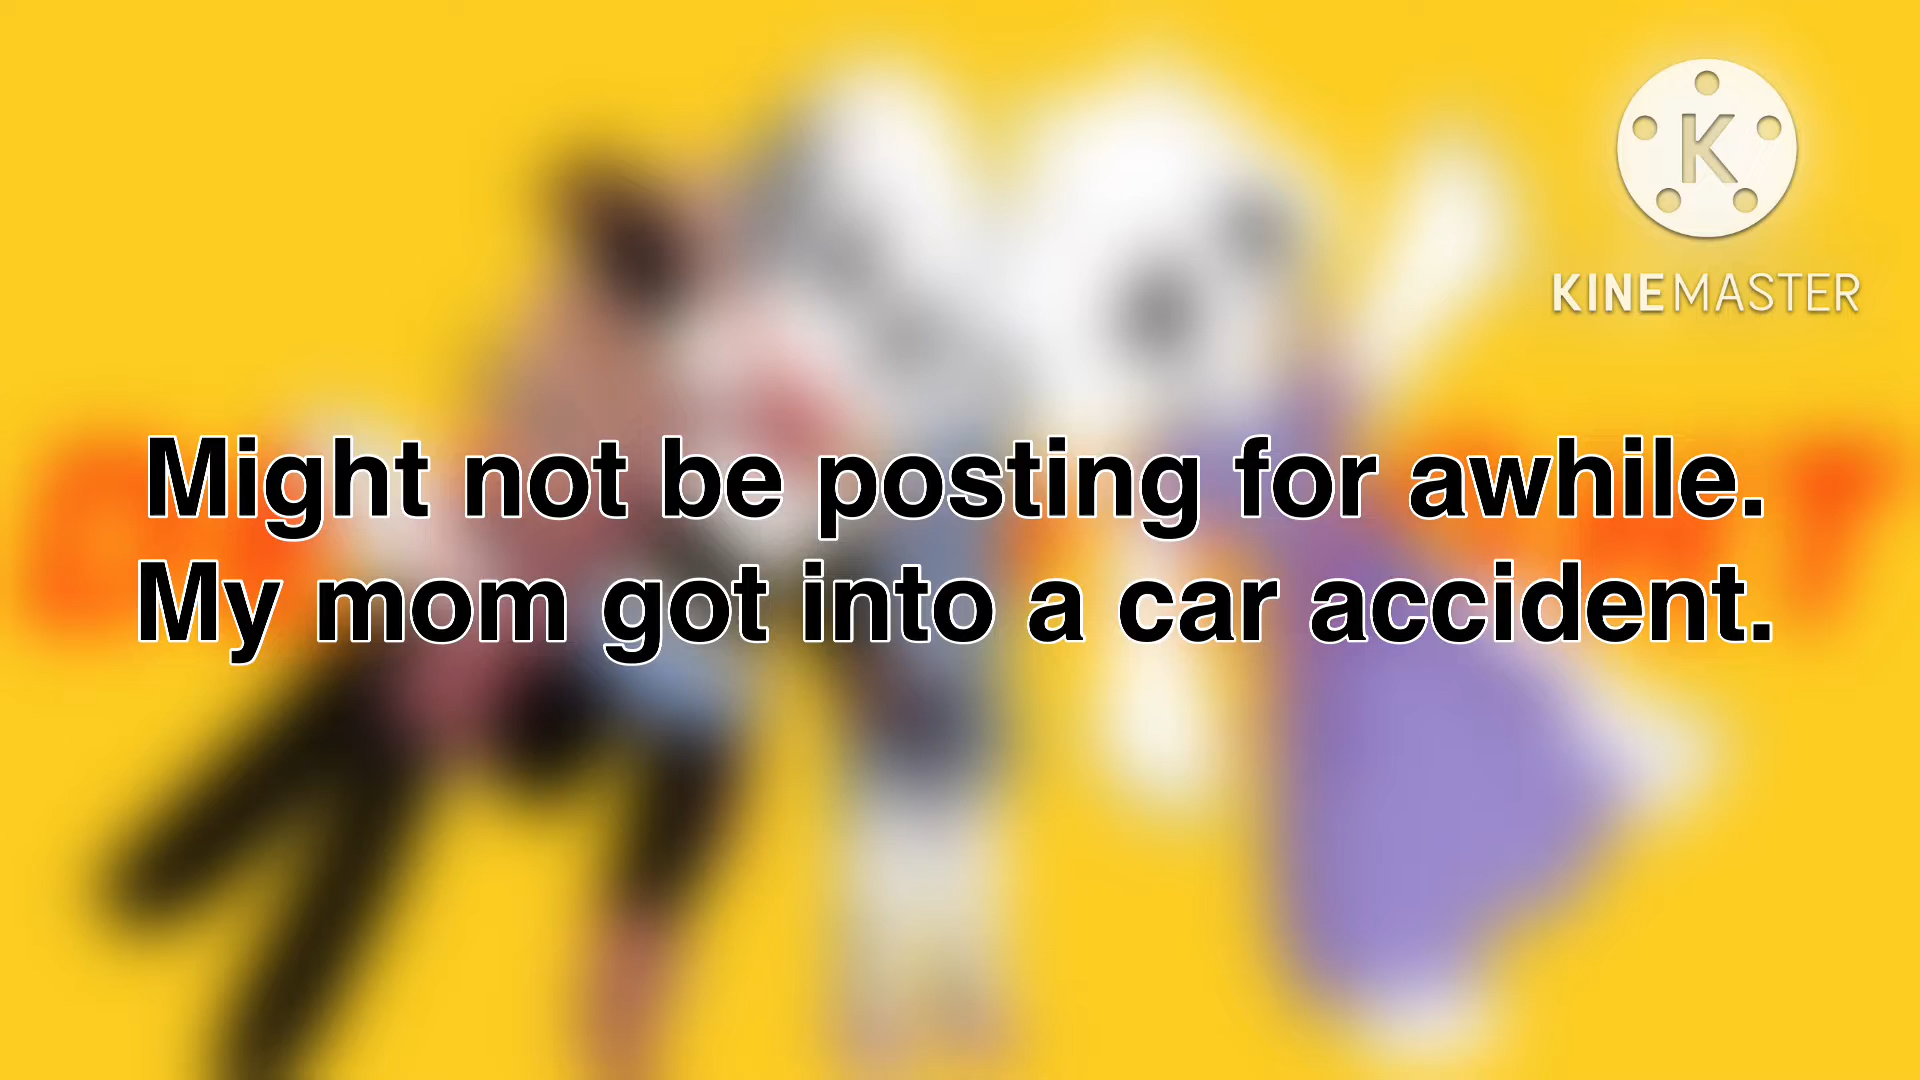 K
KINEMASTER
Might not be posting for awhile.
My mom got into a car accident.